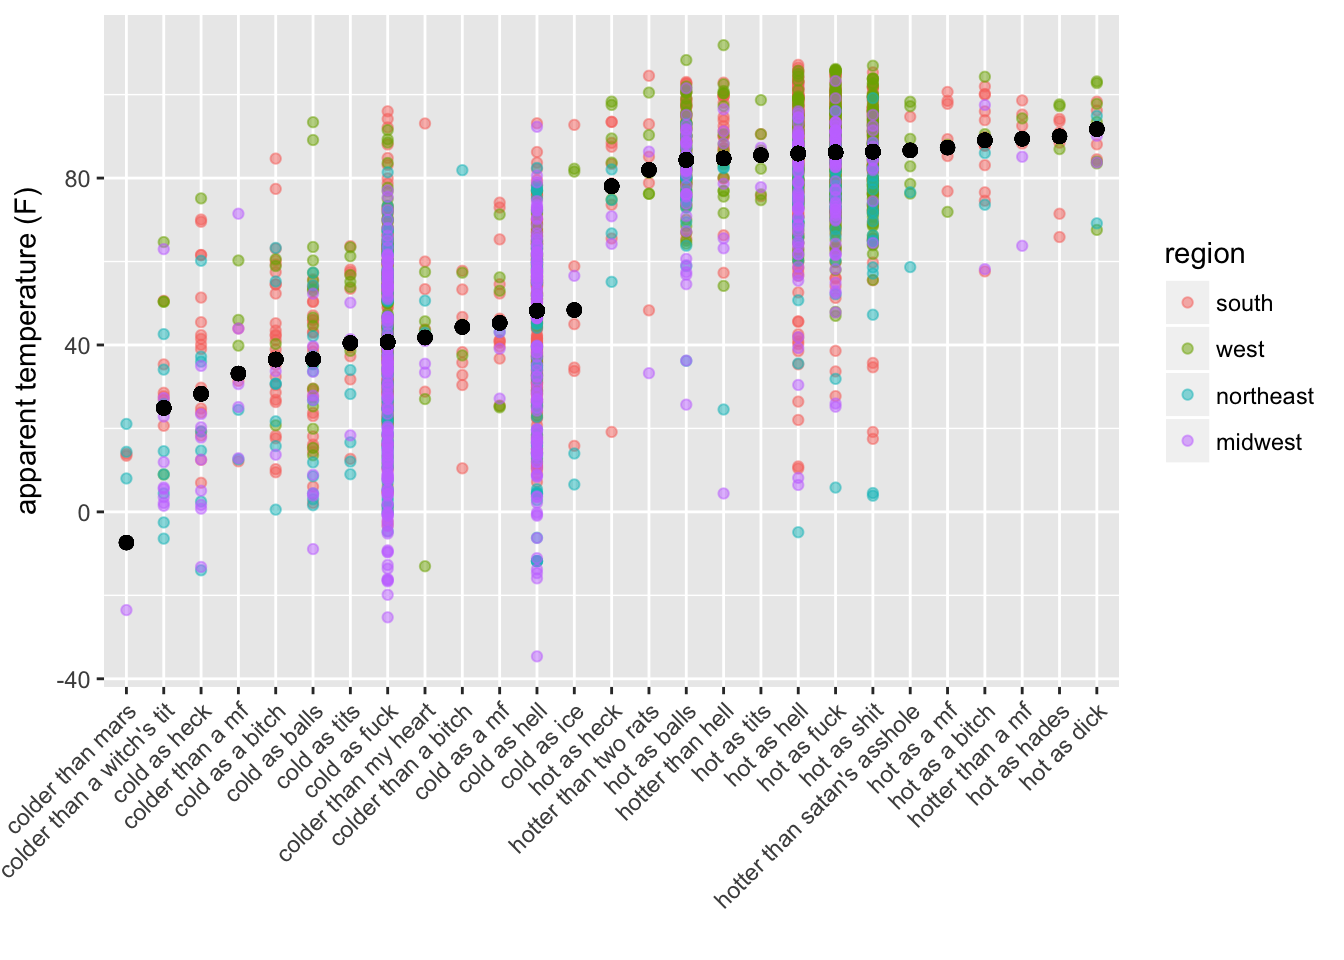 apparent temperature (F)
80
40
0
-40
colder than mars
colder than a witch's tit
cold as heck
colder than a mf
cold as a bitch
cold as balls
cold as tits
cold as fuck
colder than my heart
colder than a bitch
cold as a mf
cold as hell
cold as ice
hot as heck
hotter than two rats
hot as balls
hotter than hell
hot as tits
hot as hell
hot as fuck
hot as shit
hotter than satan's asshole
hot as a mf
hot as a bitch
hotter than a mf
hot as hades
hot as dick
region
south
west
northeast
midwest